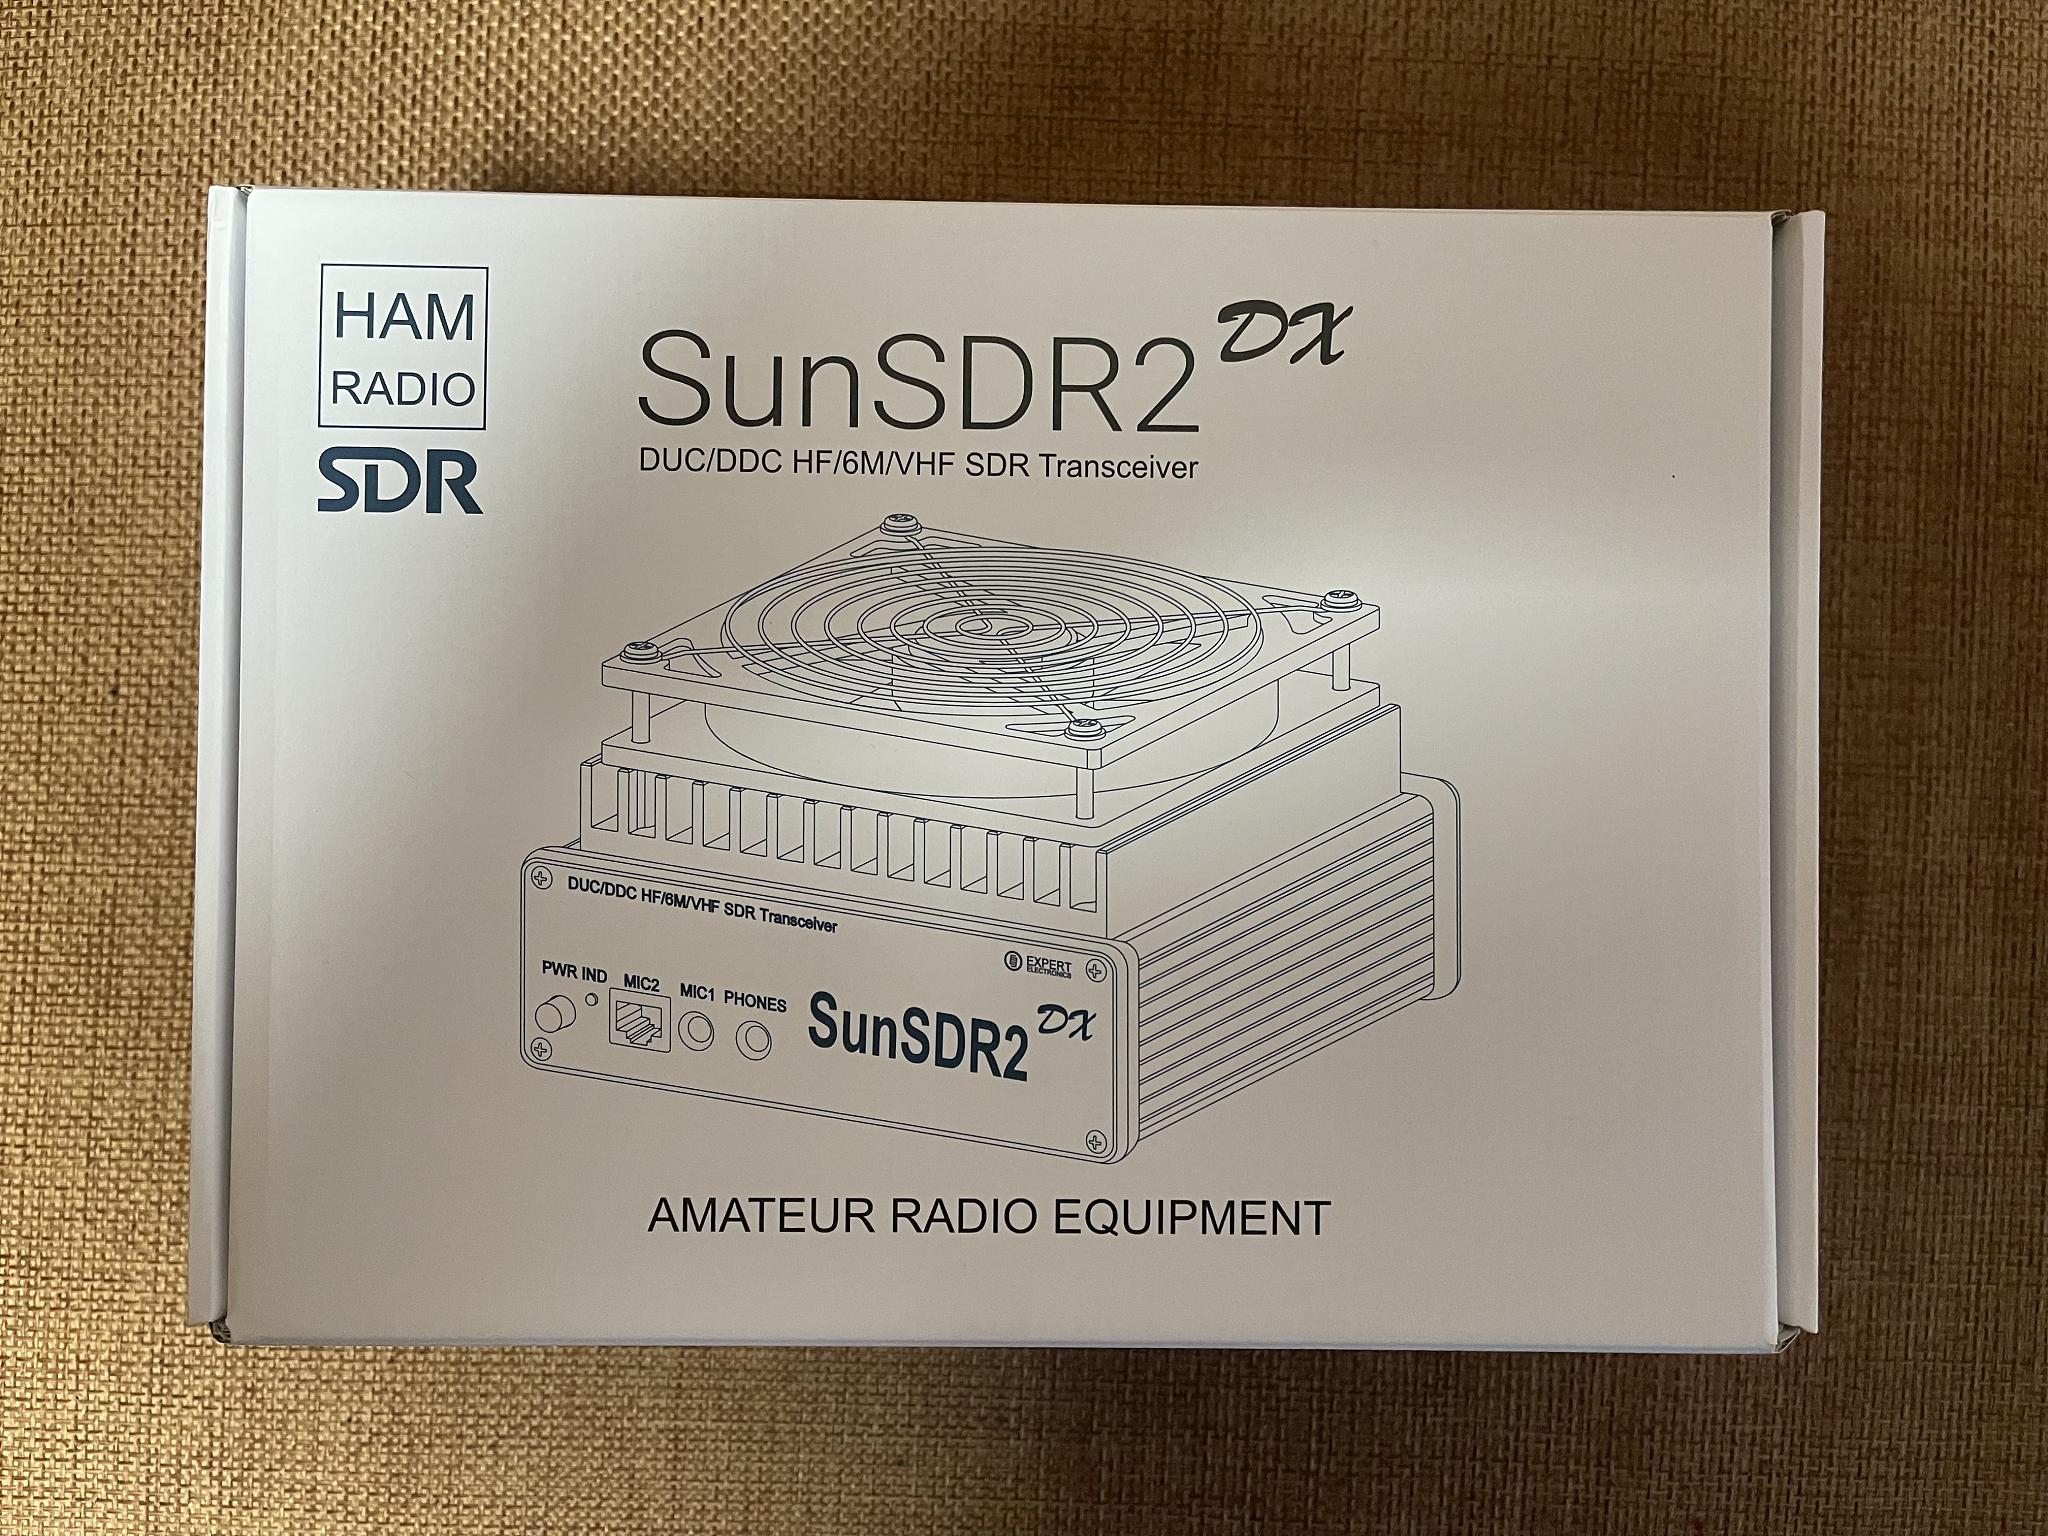 HAM
RADIO
SDR
SunSDR2 DX
DUC/DDC HF/6M/VHF SDR Transceiver
DUC/DDC HF/6M/VHF SDR Transceiver
EXPERT
ELECTRONICS
PWR IND MIC2 MIC1 PHONES
SunSDR2 DX
AMATEUR RADIO EQUIPMENT